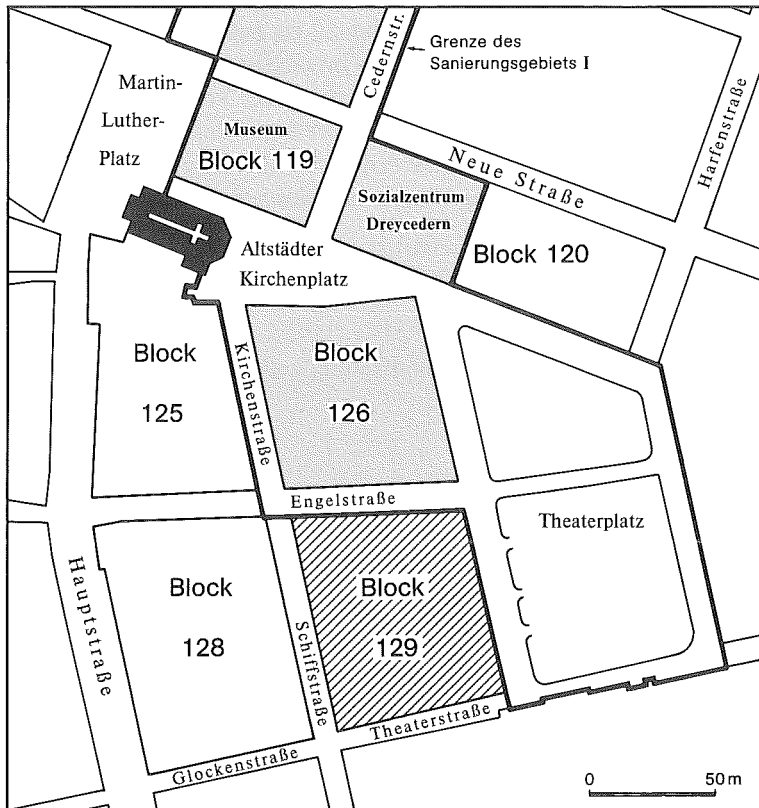 Cedernstr.
Grenze des
Sanierungsgebiets I
Harfenstraße
Martin-
Luther-
Platz
Museum
Block 119
Neue Straße
Sozialzentrum
Dreycedern
Block 120
Altstädter
Kirchenplatz
Block
125
Kirchenstraße
Block
126
Engelstraße
Theaterplatz
Hauptstraße
Block
128
Schiffstraße
Block
129
Theaterstraße
Glockenstraße
0 50 m